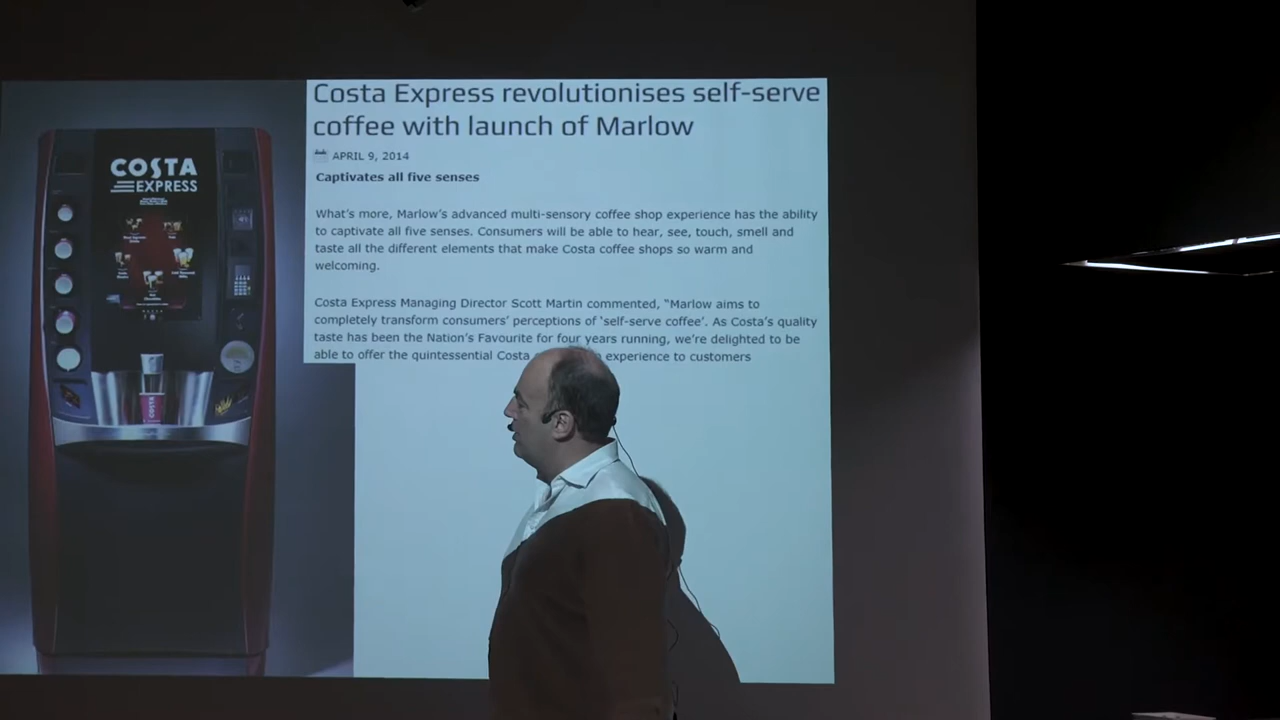 COSTA
EXPRESS
Costa Express revolutionises self-serve
coffee with launch of Marlow
APRIL 9, 2014
Captivates all five senses
What's more, Marlow's advanced multi-sensory coffee shop experience has the ability
to captivate all five senses. Consumers will be able to hear, see, touch, smell and
taste all the different elements that make Costa coffee shops so warm and
welcoming.
Costa Express Managing Director Scott Martin commented, "Marlow aims to
completely transform consumers' perceptions of 'self-serve coffee'. As Costa's quality
taste has been the Nation's Favourite for four years running, we're delighted to be
able to offer the quintessential Costa experience to customers
COSTA